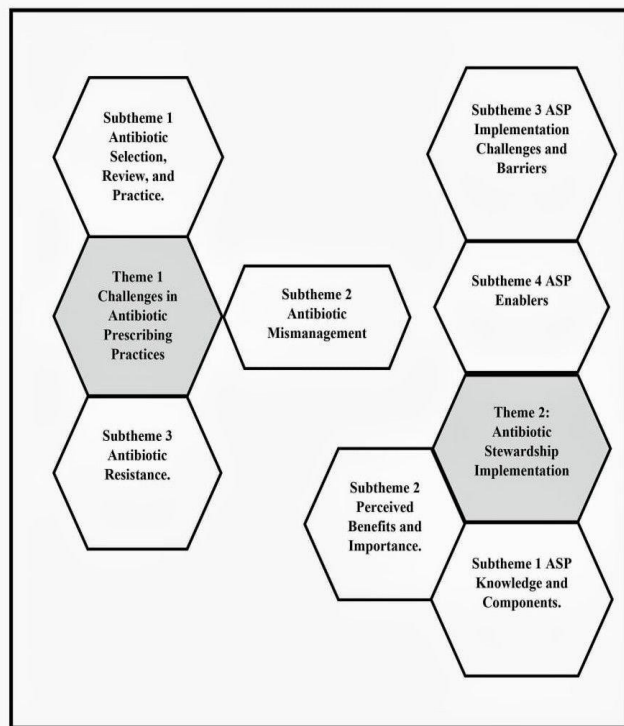 Subtheme 1
Antibiotic
Selection,
Review, and
Practice.
Theme 1
Challenges in
Antibiotic
Prescribing
Practices
Subtheme 2
Antibiotic
Mismanagement
Subtheme 3
Antibiotic
Resistance.
Subtheme 3 ASP
Implementation
Challenges and
Barriers
Subtheme 4 ASP
Enablers
Theme 2:
Antibiotic
Stewardship
Implementation
Subtheme 2
Perceived
Benefits and
Importance.
Subtheme 1 ASP
Knowledge and
Components.